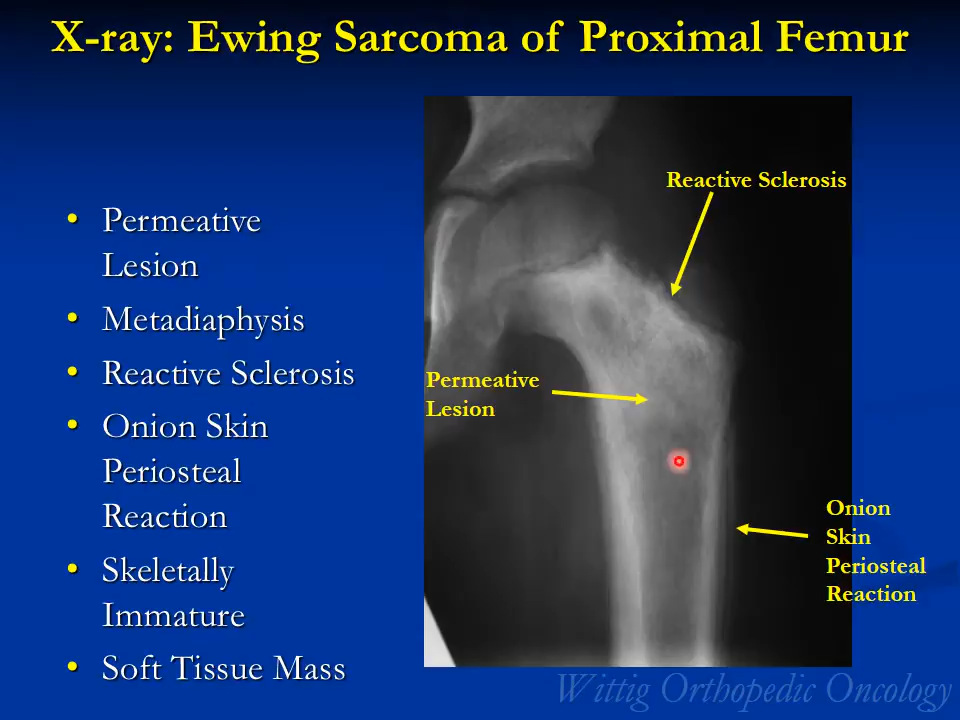 X-ray: Ewing Sarcoma of Proximal Femur
• Permeative
Lesion
• Metadiaphysis
• Reactive Sclerosis
• Onion Skin
Periosteal
Reaction
• Skeletally
Immature
• Soft Tissue Mass
Reactive Sclerosis
Permeative
Lesion
Onion
Skin
Periosteal
Reaction
Wittig Orthopedic Oncology